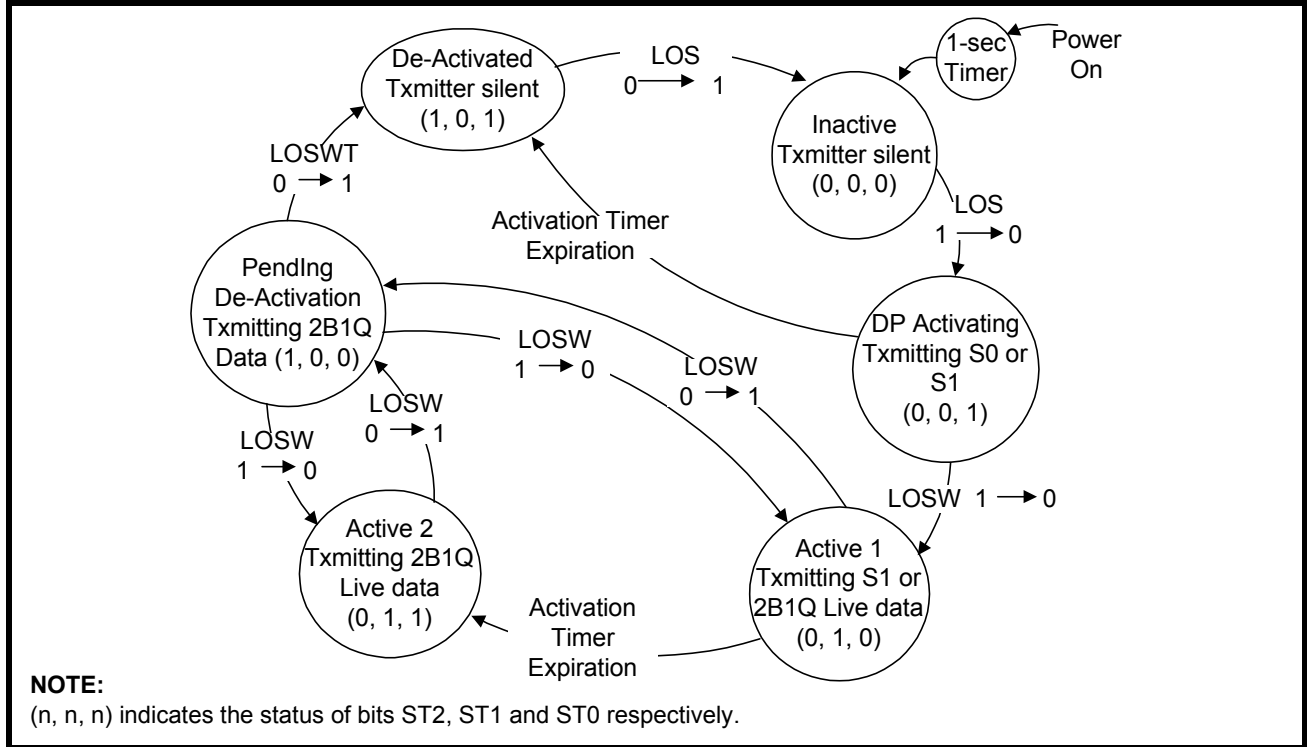 De-Activated
Txmitter silent
(1, 0, 1)
LOS
0 → 1
1-sec
Timer
Power
On
Inactive
Txmitter silent
(0, 0, 0)
LOSWT
0 → 1
Activation Timer
Expiration
LOS
1 → 0
PendIng
De-Activation
Txmitting 2B1Q
Data (1, 0, 0)
LOSW
1 → 0
LOSW
0 → 1
DP Activating
Txmitting S0 or
S1
(0, 0, 1)
LOSW
0 → 1
LOSW
1 → 0
LOSW 1 → 0
Active 2
Txmitting 2B1Q
Live data
(0, 1, 1)
Activation
Timer
Expiration
Active 1
Txmitting S1 or
2B1Q Live data
(0, 1, 0)
NOTE:
(n, n, n) indicates the status of bits ST2, ST1 and ST0 respectively.